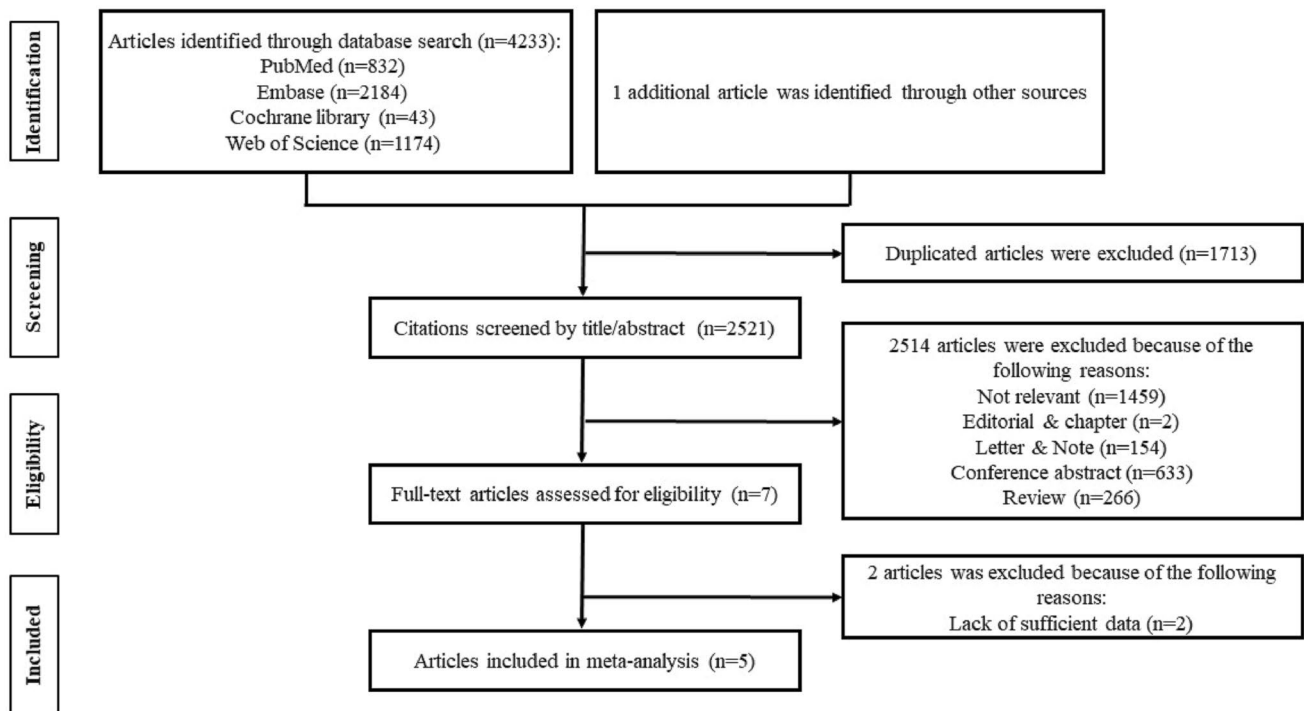 Identification
Articles identified through database search (n=4233):
PubMed (n=832)
Embase (n=2184)
Cochrane library (n=43)
Web of Science (n=1174)
1 additional article was identified through other sources
Screening
Duplicated articles were excluded (n=1713)
Citations screened by title/abstract (n=2521)
2514 articles were excluded because of the
following reasons:
Not relevant (n=1459)
Editorial & chapter (n=2)
Letter & Note (n=154)
Conference abstract (n=633)
Review (n=266)
Eligibility
Full-text articles assessed for eligibility (n=7)
2 articles was excluded because of the following
reasons:
Lack of sufficient data (n=2)
Included
Articles included in meta-analysis (n=5)